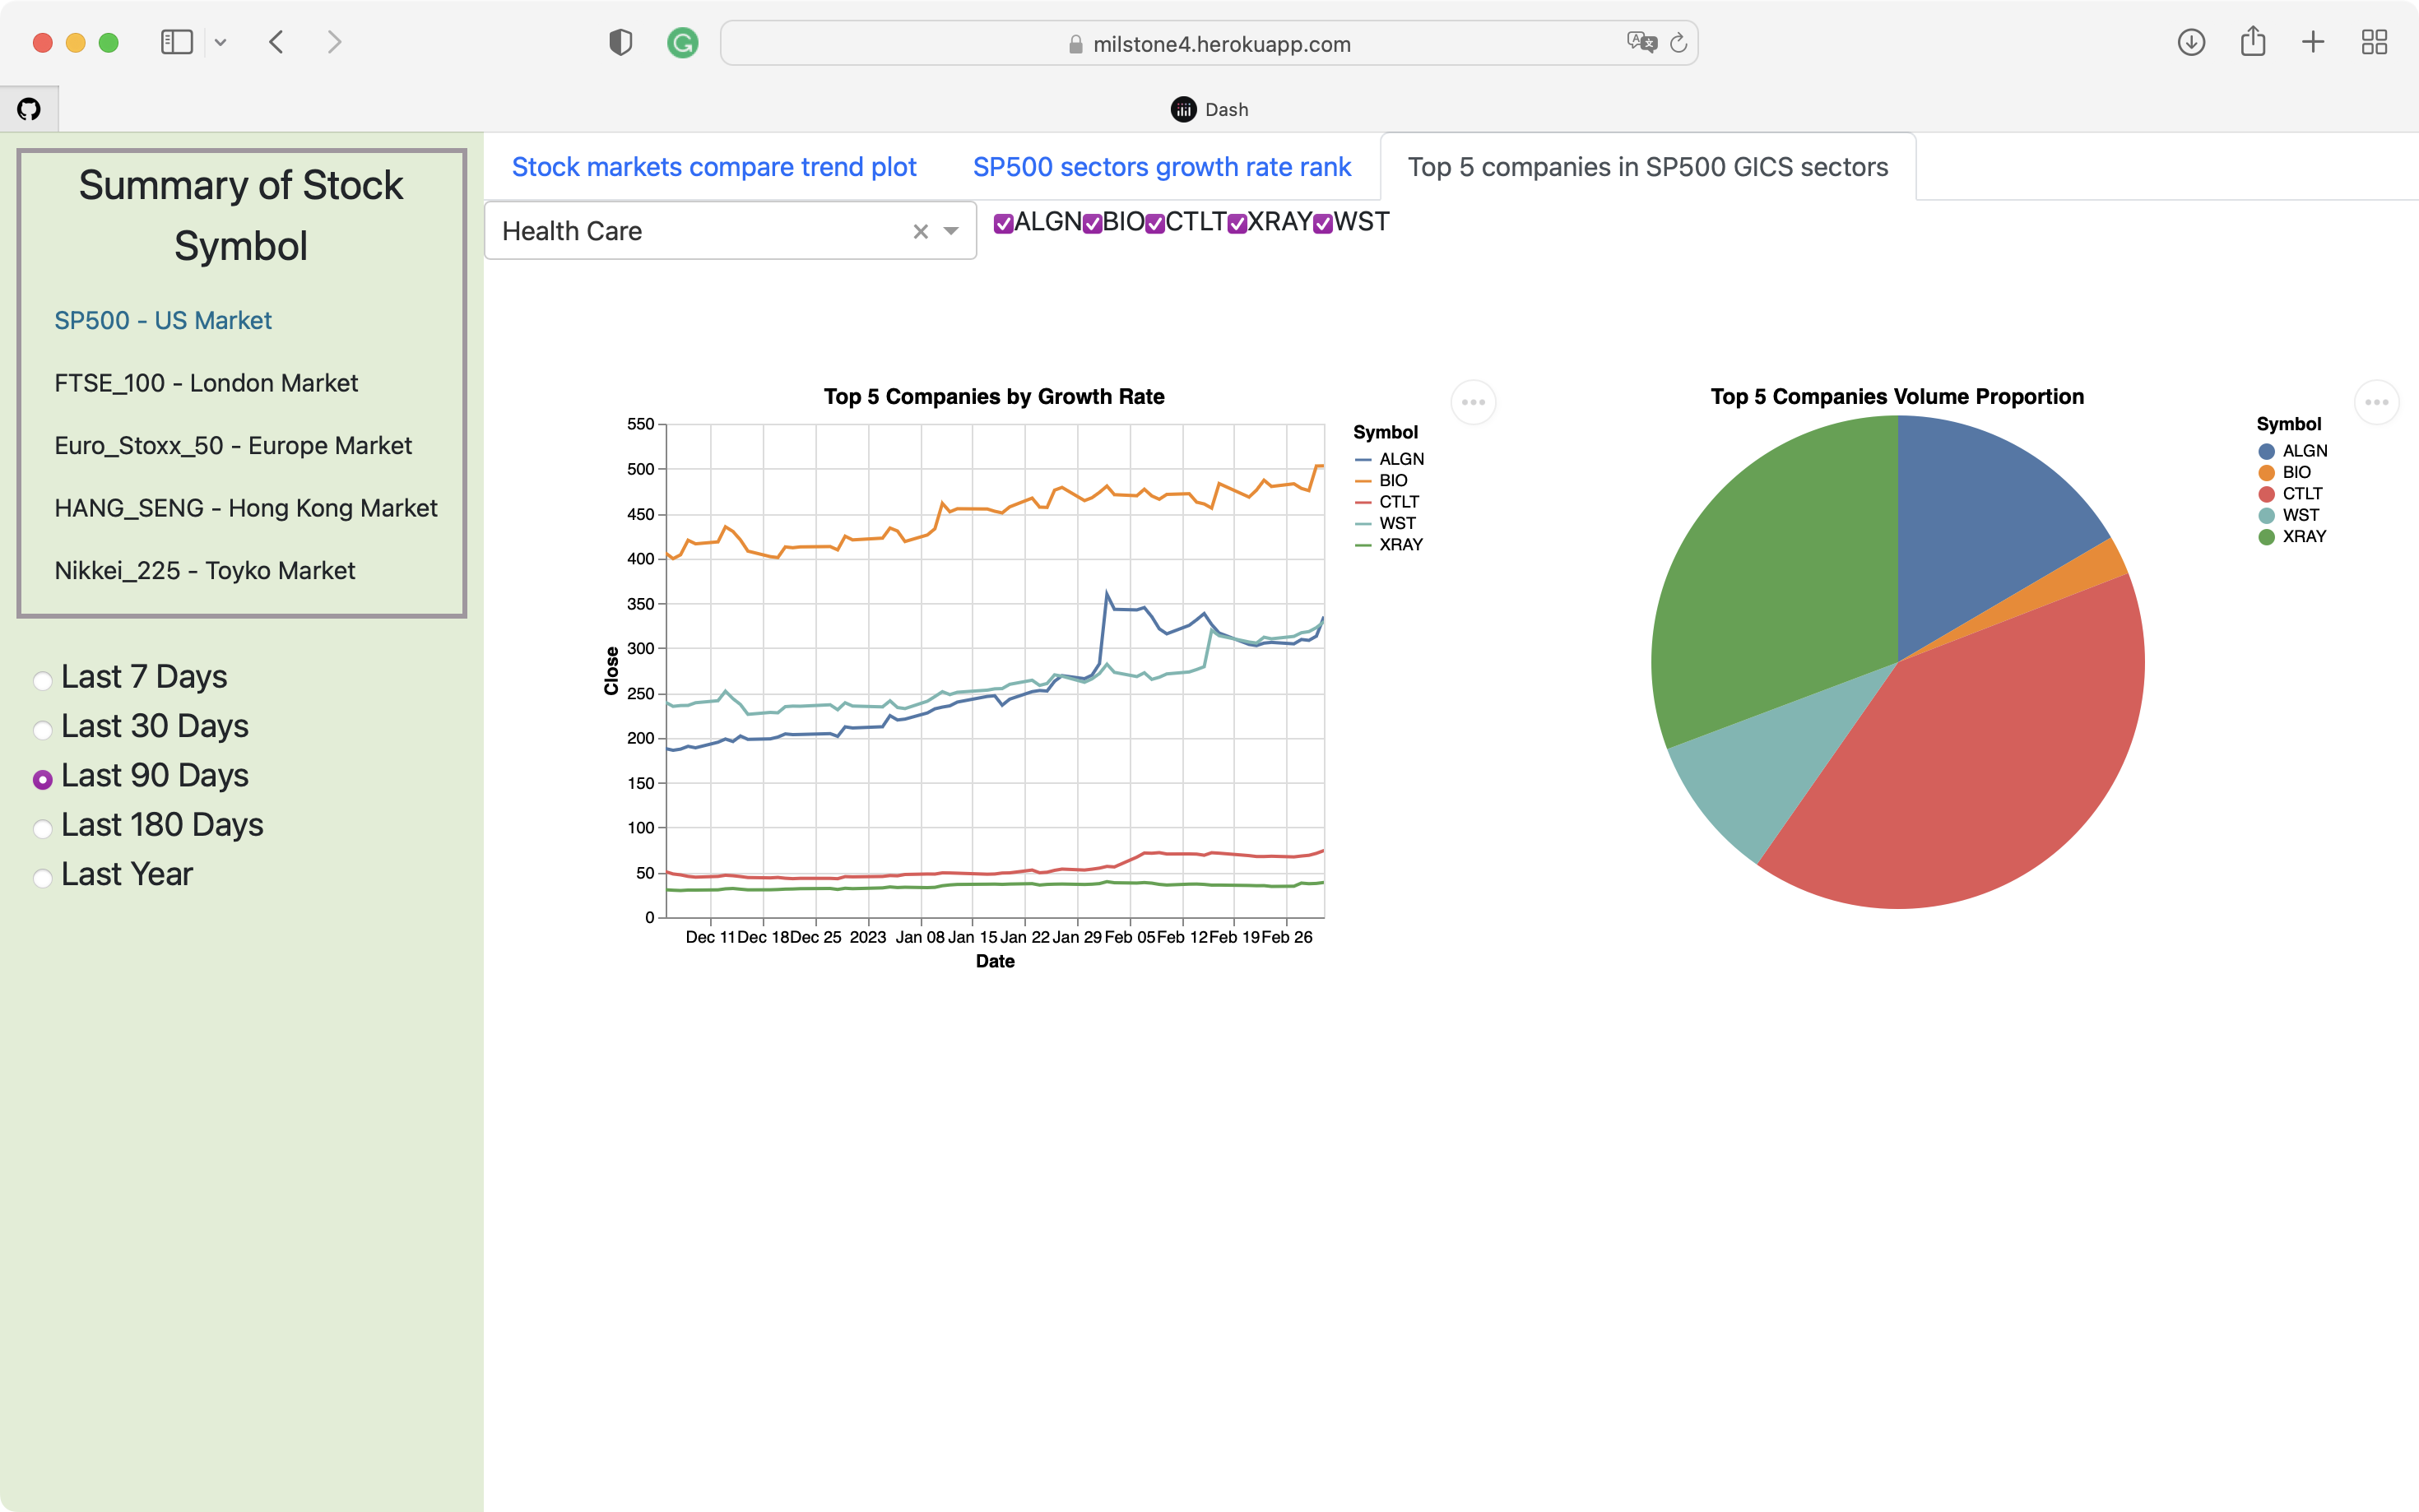 milstone4.herokuapp.com
Dash
Summary of Stock
Symbol
SP500 - US Market
FTSE_100 - London Market
Euro_Stoxx_50 - Europe Market
HANG_SENG - Hong Kong Market
Nikkei_225 - Toyko Market
Last 7 Days
Last 30 Days
Last 90 Days
Last 180 Days
Last Year
Stock markets compare trend plot
SP500 sectors growth rate rank
Top 5 companies in SP500 GICS sectors
Health Care
ALGN BIO CTLT XRAY WST
Top 5 Companies by Growth Rate
550
500
450
400
350
300
250
200
150
100
50
0
Close
Dec 11 Dec 18 Dec 25 2023 Jan 08 Jan 15 Jan 22 Jan 29 Feb 05 Feb 12 Feb 19 Feb 26
Date
Symbol
ALGN
BIO
CTLT
WST
XRAY
Top 5 Companies Volume Proportion
Symbol
ALGN
BIO
CTLT
WST
XRAY